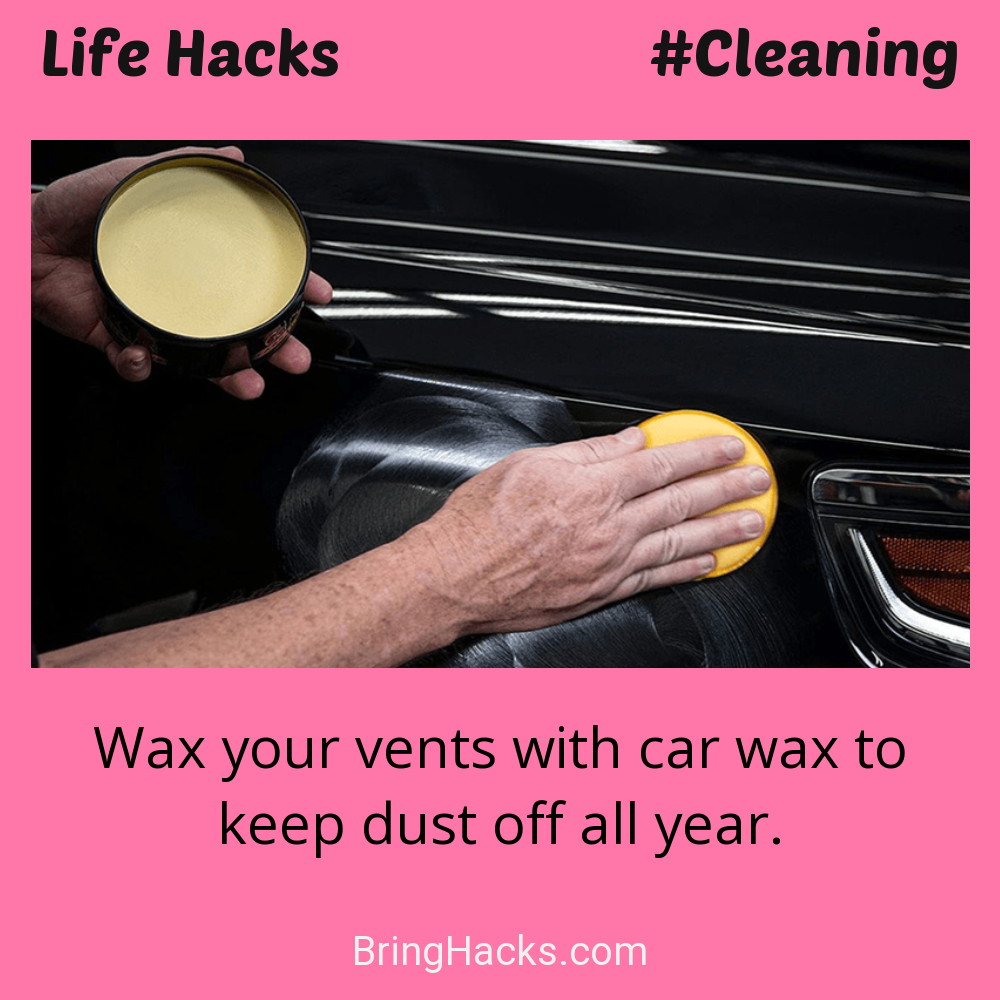 Life Hacks
#Cleaning
Wax your vents with car wax to
keep dust off all year.
BringHacks.com